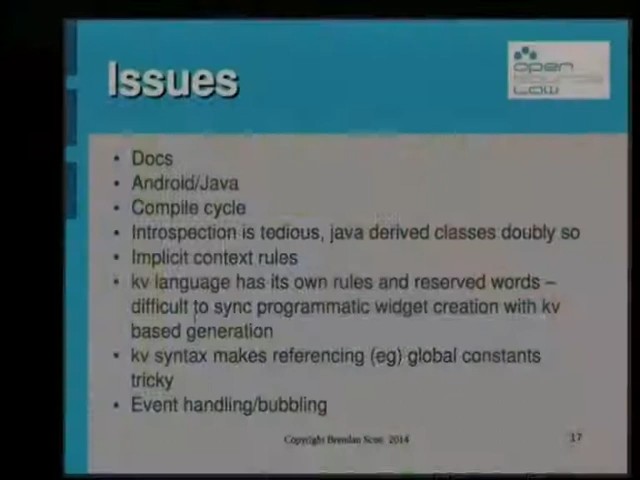 Issues
open
source
Law
• Docs
• Android/Java
• Compile cycle
• Introspection is tedious, java derived classes doubly so
• Implicit context rules
• kv language has its own rules and reserved words –
difficult to sync programmatic widget creation with kv
based generation
• kv syntax makes referencing (eg) global constants
tricky
• Event handling/bubbling
Copyright Brendan Scott 2014
17